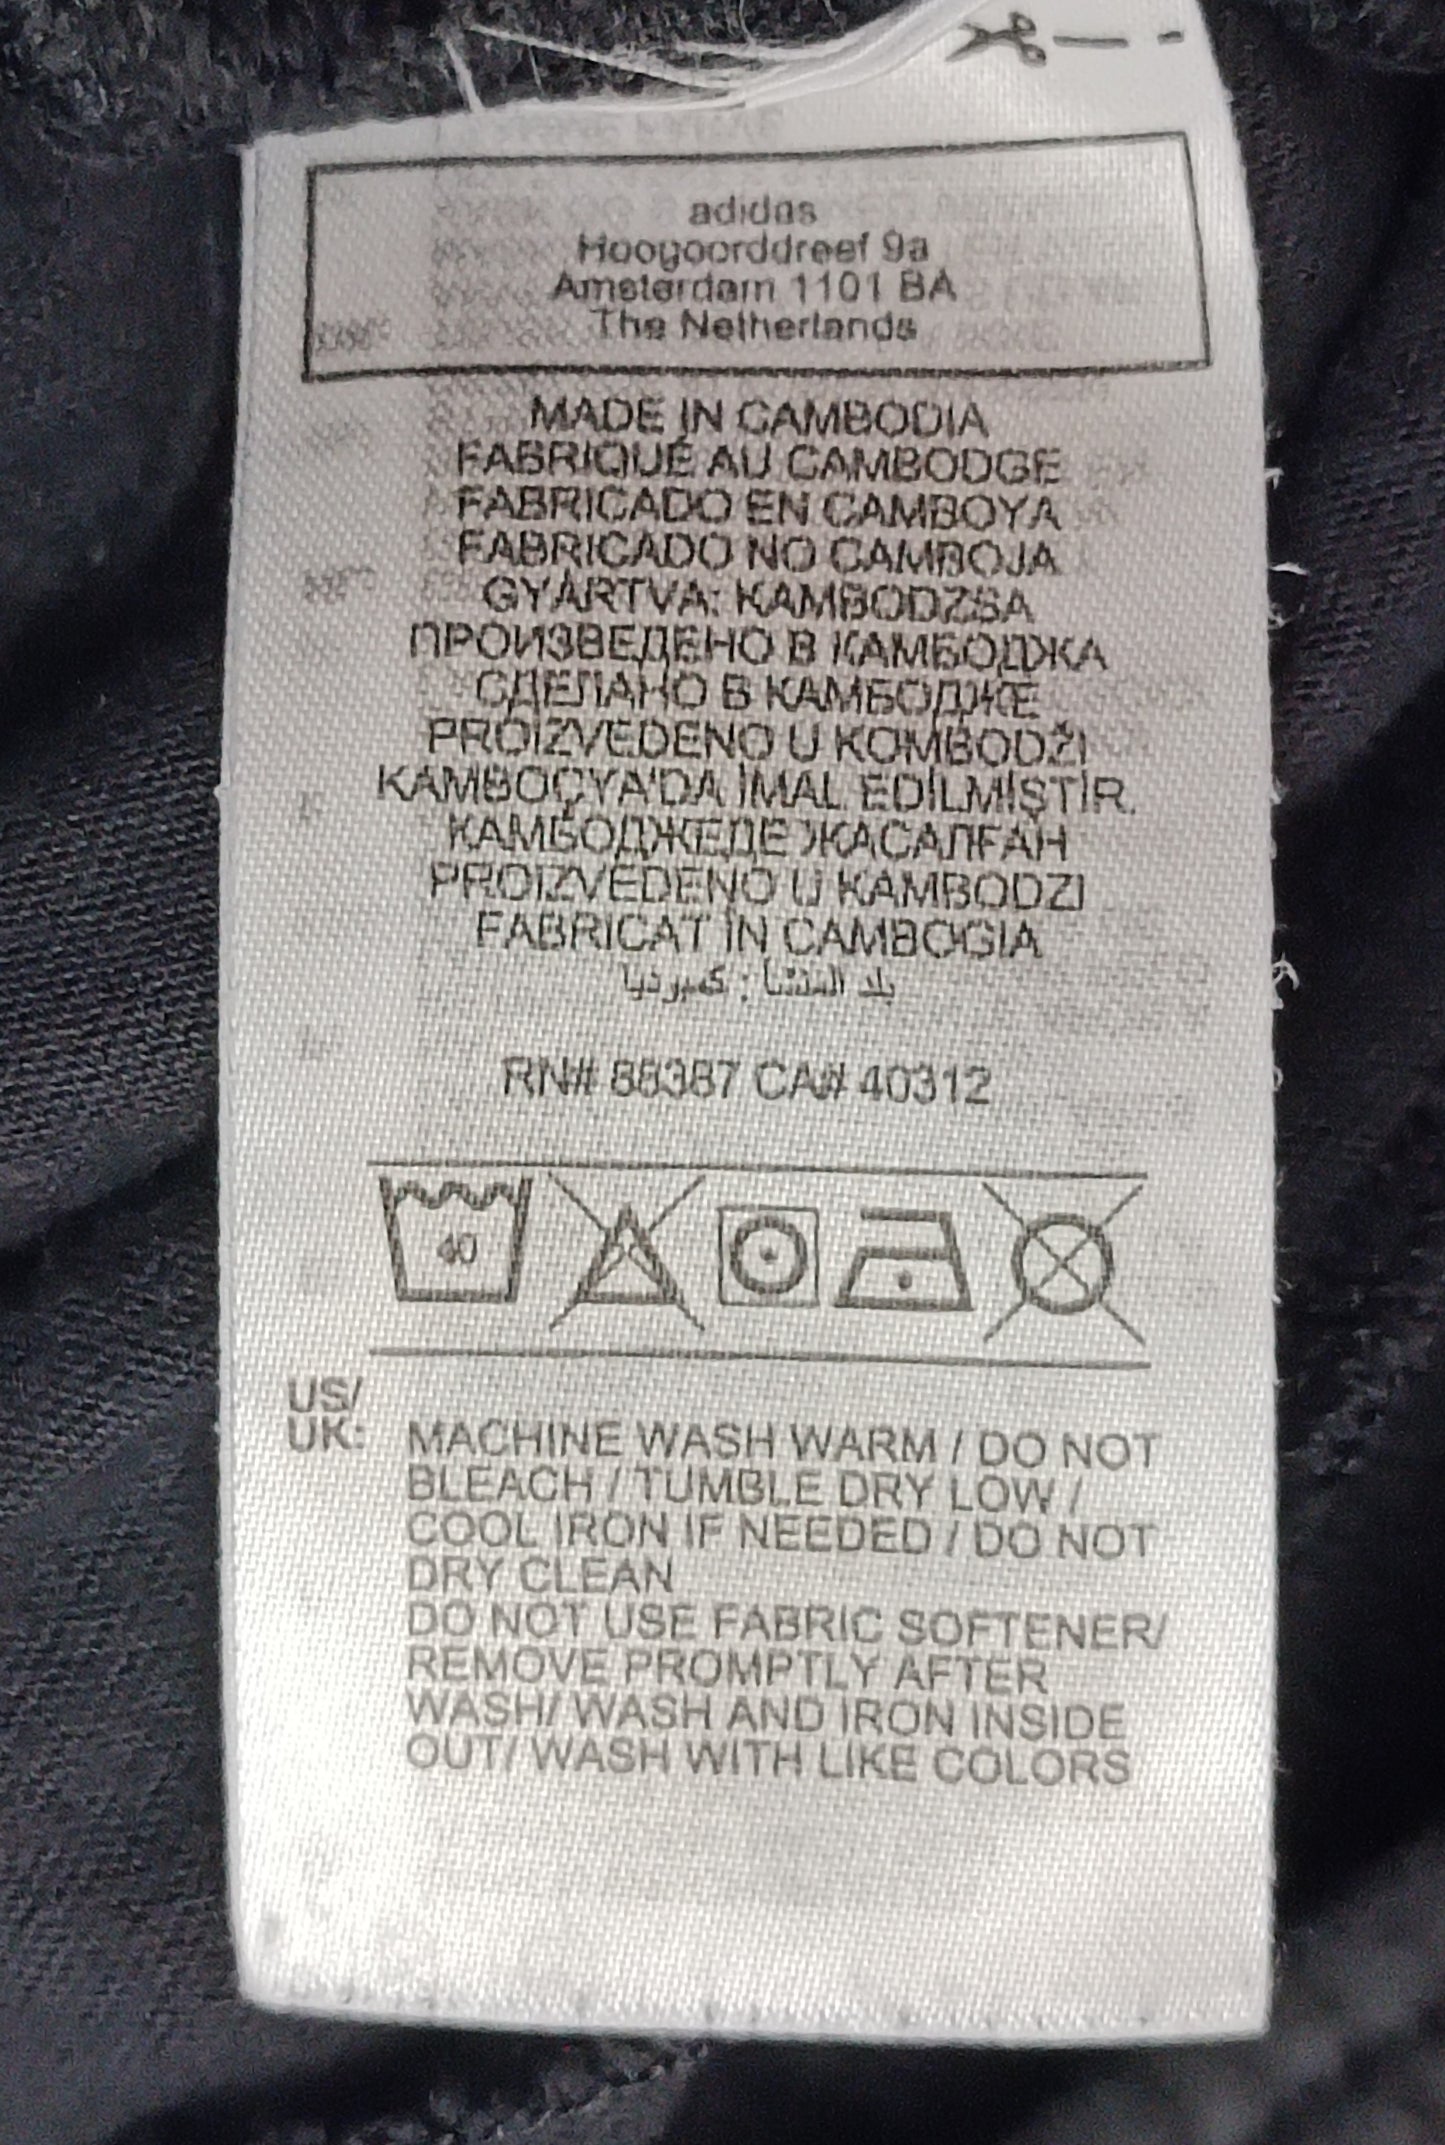 adidas
Hoogoorddreef 9a
Amsterdam 1101 BA
The Netherlands
MADE IN CAMBODIA
FABRIQUÉ AU CAMBODGE
FABRICADO EN CAMBOYA
FABRICADO NO CAMBOJA
GYÁRTVA: KAMBODZSA
ПРОИЗВЕДЕНО В КАМБОДЖА
СДЕЛАНО В КАМБОДЖЕ
PROIZVEDENO U KOMBODŽI
KAMBOÇYA'DA İMAL EDİLMİŞTİR.
КАМБОДЖЕДЕ ЖАСАЛҒАН
PROIZVEDENO U KAMBODZI
FABRICAT ÎN CAMBOGIA
بلد المنشأ : كمبوديا
RN# 88387 CA# 40312
40
US/
UK: MACHINE WASH WARM / DO NOT
BLEACH / TUMBLE DRY LOW /
COOL IRON IF NEEDED / DO NOT
DRY CLEAN
DO NOT USE FABRIC SOFTENER/
REMOVE PROMPTLY AFTER
WASH/ WASH AND IRON INSIDE
OUT/ WASH WITH LIKE COLORS